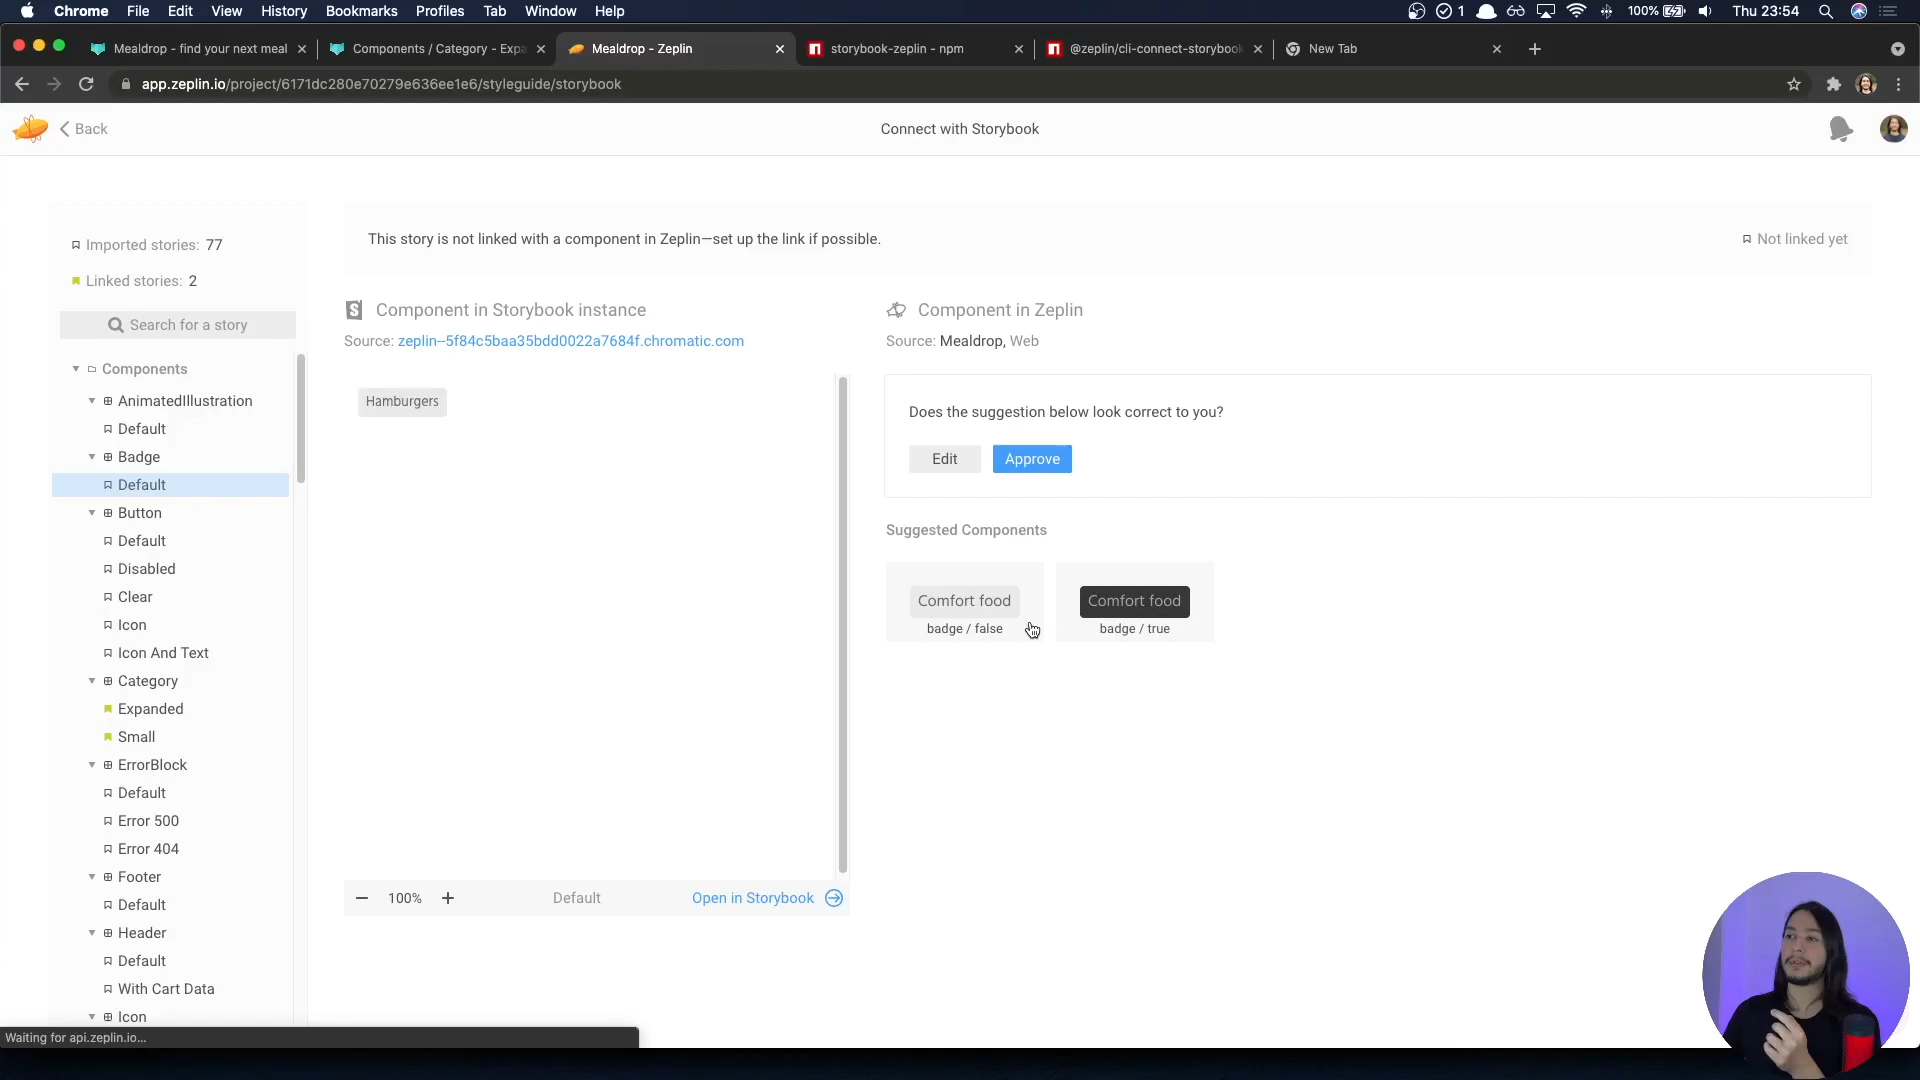 Chrome File Edit View History Bookmarks Profiles Tab Window Help
1 100% Thu 23:54
Mealdrop - find your next meal
Components / Category - Expa
Mealdrop - Zeplin
storybook-zeplin - npm
@zeplin/cli-connect-storybook
New Tab
app.zeplin.io/project/6171dc280e70279e636ee1e6/styleguide/storybook
Back
Connect with Storybook
Imported stories: 77
Linked stories: 2
Search for a story
Components
AnimatedIllustration
Default
Badge
Default
Button
Default
Disabled
Clear
Icon
Icon And Text
Category
Expanded
Small
ErrorBlock
Default
Error 500
Error 404
Footer
Default
Header
Default
With Cart Data
Icon
This story is not linked with a component in Zeplin—set up the link if possible.
Not linked yet
Component in Storybook instance
Source: zeplin--5f84c5baa35bdd0022a7684f.chromatic.com
Hamburgers
100%
Default
Open in Storybook
Component in Zeplin
Source: Mealdrop, Web
Does the suggestion below look correct to you?
Edit Approve
Suggested Components
Comfort food
badge / false
Comfort food
badge / true
Waiting for api.zeplin.io...